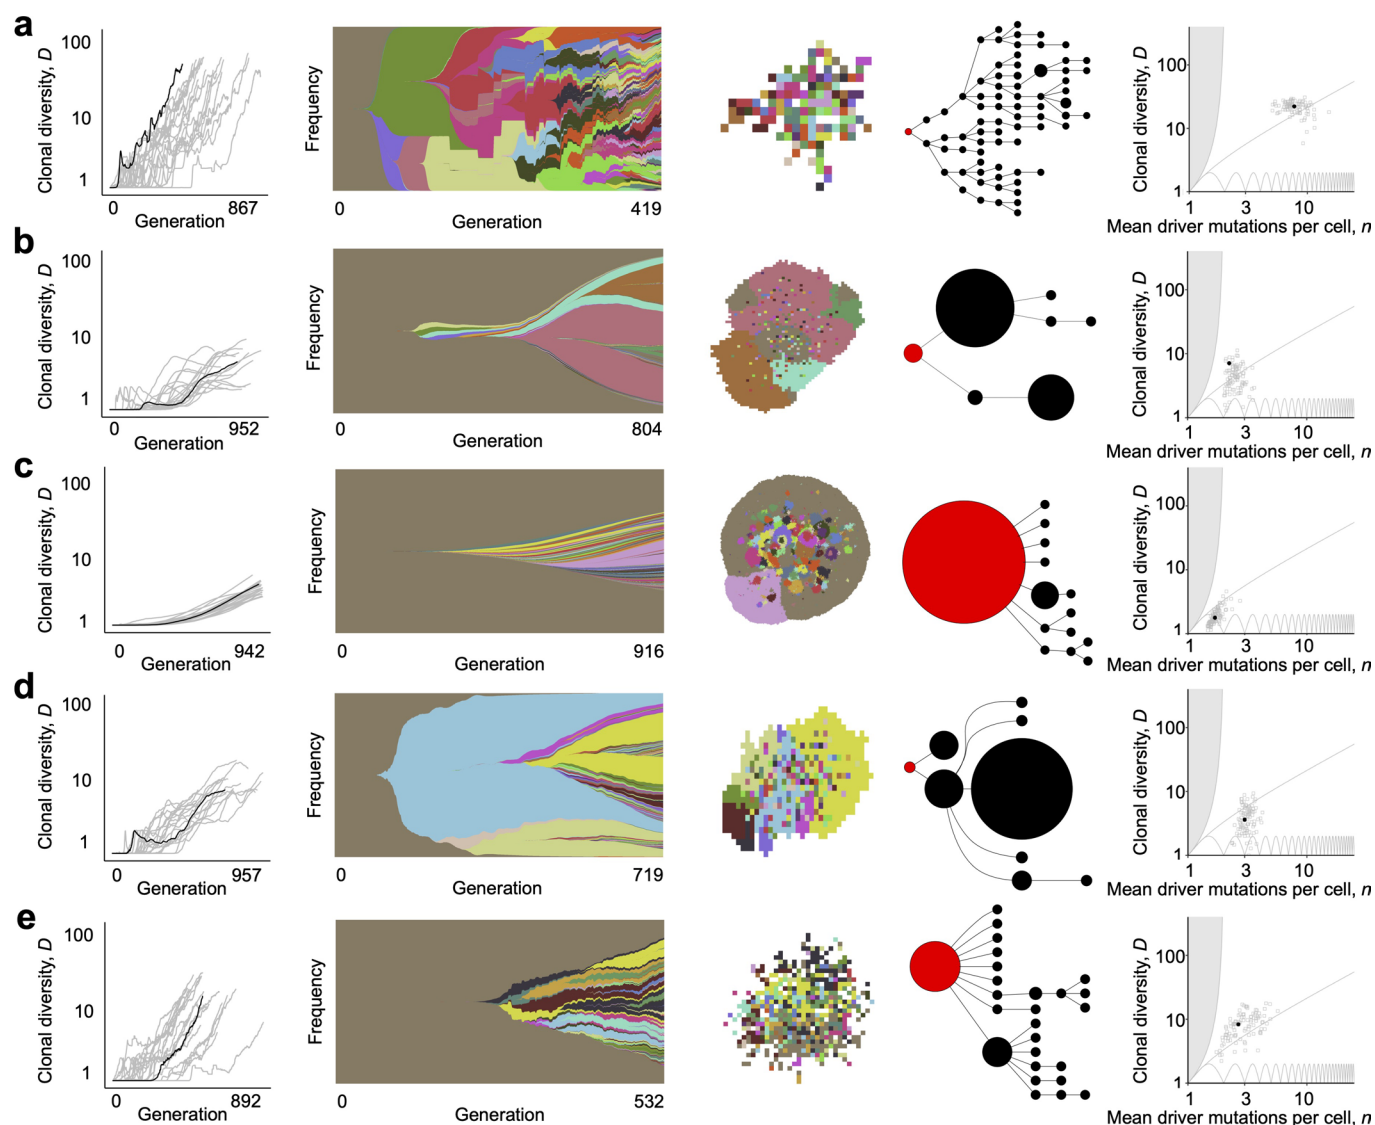 a
Clonal diversity, D
100
10
1
0
867
Generation
Frequency
0
419
Generation
Clonal diversity, D
100
10
1
1
3
10
Mean driver mutations per cell, n
b
Clonal diversity, D
100
10
1
0
952
Generation
Frequency
0
804
Generation
Clonal diversity, D
100
10
1
1
3
10
Mean driver mutations per cell, n
c
Clonal diversity, D
100
10
1
0
942
Generation
Frequency
0
916
Generation
Clonal diversity, D
100
10
1
1
3
10
Mean driver mutations per cell, n
d
Clonal diversity, D
100
10
1
0
957
Generation
Frequency
0
719
Generation
Clonal diversity, D
100
10
1
1
3
10
Mean driver mutations per cell, n
e
Clonal diversity, D
100
10
1
0
892
Generation
Frequency
0
532
Generation
Clonal diversity, D
100
10
1
1
3
10
Mean driver mutations per cell, n